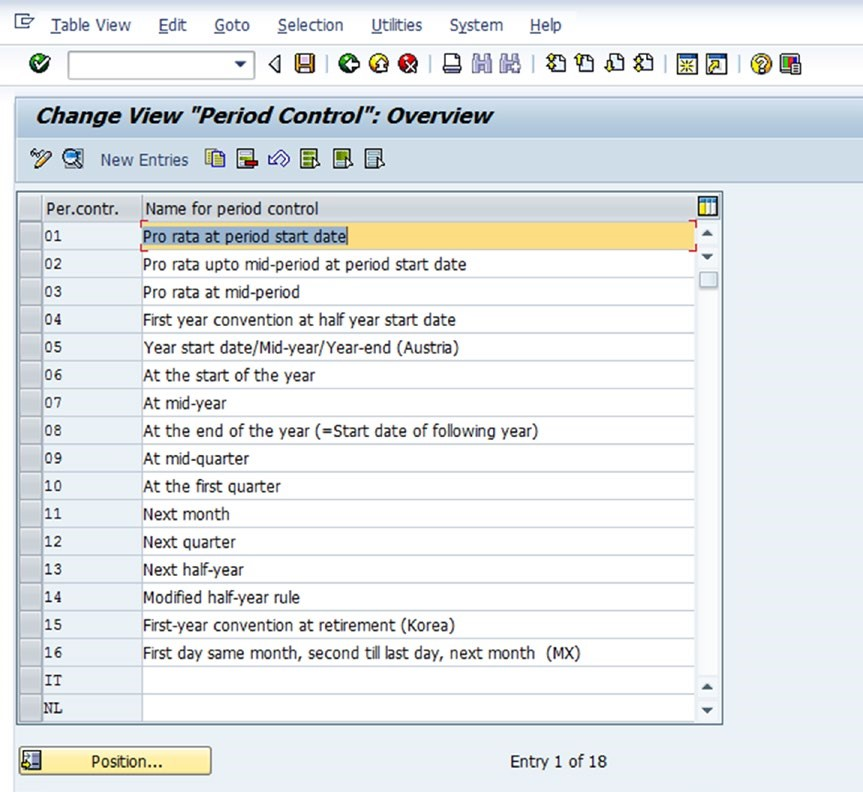 Table View Edit Goto Selection Utilities System Help
Change View "Period Control": Overview
New Entries
Per.contr. Name for period control
01 Pro rata at period start date
02 Pro rata upto mid-period at period start date
03 Pro rata at mid-period
04 First year convention at half year start date
05 Year start date/Mid-year/Year-end (Austria)
06 At the start of the year
07 At mid-year
08 At the end of the year (=Start date of following year)
09 At mid-quarter
10 At the first quarter
11 Next month
12 Next quarter
13 Next half-year
14 Modified half-year rule
15 First-year convention at retirement (Korea)
16 First day same month, second till last day, next month  (MX)
IT
NL
Position... Entry 1 of 18